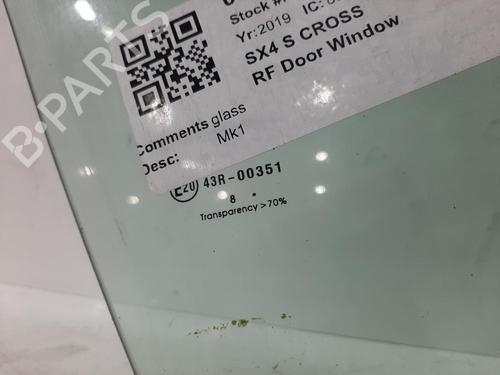 Stock #:
Yr: 2019 IC:
SX4 S CROSS
RF Door Window
Comments glass
Desc: Mk1
E20 43R-00351
8 .
Transparency >70%
B-PARTS